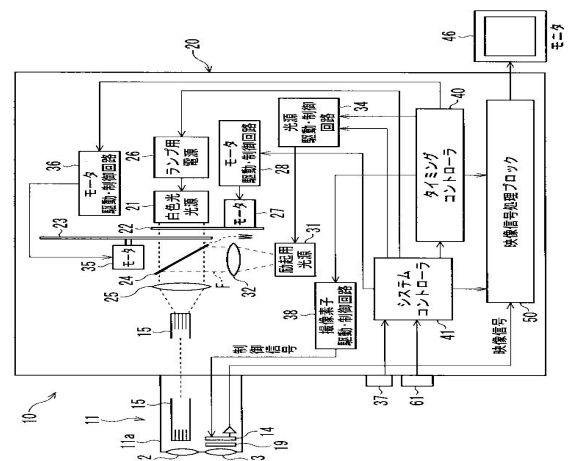 10
11
11a
2
3
14
19
15
15
制御信号
20
36
モータ
駆動・制御回路
23
35
モータ
24
25
26
ランプ用
電源
21
白色光
光源
22
モータ
駆動・制御回路
28
モータ
27
W
F
32
31
励起用
光源
光源
駆動・制御
回路
34
38
撮像素子
駆動・制御回路
40
タイミング
コントローラ
41
システム
コントローラ
37
61
映像信号
映像信号処理ブロック
50
46
モニタ